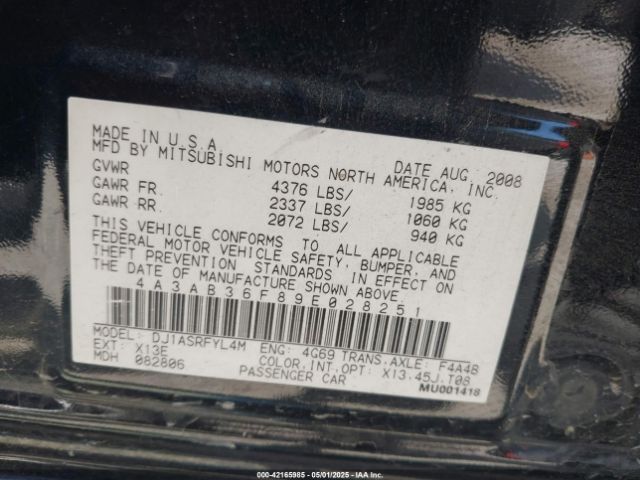 MADE IN U.S.A. DATE AUG. 2008
MFD BY MITSUBISHI MOTORS NORTH AMERICA, INC.
GVWR 4376 LBS/ 1985 KG
GAWR FR. 2337 LBS/ 1060 KG
GAWR RR. 2072 LBS/ 940 KG
THIS VEHICLE CONFORMS TO ALL APPLICABLE
FEDERAL MOTOR VEHICLE SAFETY, BUMPER, AND
THEFT PREVENTION STANDARDS IN EFFECT ON
THE DATE OF MANUFACTURE SHOWN ABOVE.
4A3AB36F89E028251
MODEL: DJ1ASRFYL4M ENG: 4G69 TRANS.AXLE: F4A4B
EXT: X13E COLOR,INT,OPT: X13.45J.T08
MDH 082806 PASSENGER CAR MU001418
000-42165985 - 05/01/2025 - IAA Inc.